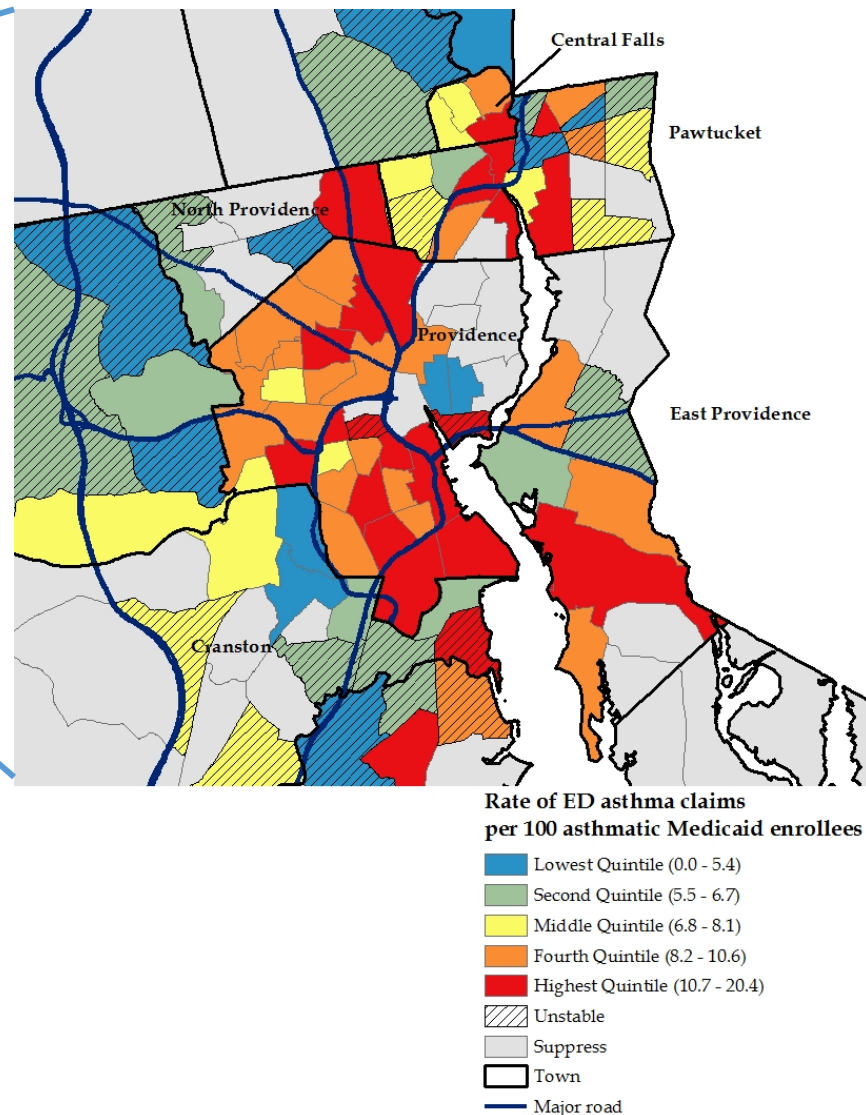 Central Falls
Pawtucket
North Providence
Providence
East Providence
Cranston
Rate of ED asthma claims
per 100 asthmatic Medicaid enrollees
Lowest Quintile (0.0 - 5.4)
Second Quintile (5.5 - 6.7)
Middle Quintile (6.8 - 8.1)
Fourth Quintile (8.2 - 10.6)
Highest Quintile (10.7 - 20.4)
Unstable
Suppress
Town
Major road